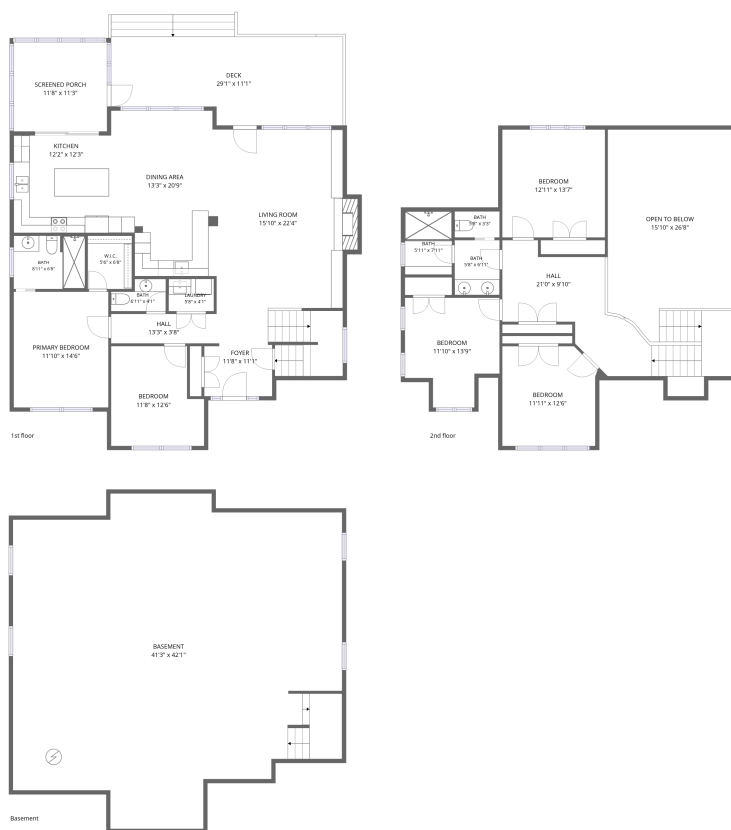 SCREENED PORCH
11'8" x 11'3"
DECK
29'1" x 11'1"
KITCHEN
12'2" x 12'3"
DINING AREA
13'3" x 20'9"
LIVING ROOM
15'10" x 22'4"
BATH
8'11" x 6'8"
W.I.C.
5'6" x 6'8"
BATH
6'11" x 4'1"
LAUNDRY
5'8" x 4'1"
HALL
13'3" x 3'8"
PRIMARY BEDROOM
11'10" x 14'6"
FOYER
11'8" x 11'1"
BEDROOM
11'8" x 12'6"
1st floor
BEDROOM
12'11" x 13'7"
BATH
OPEN TO BELOW
15'10" x 26'8"
BATH
5'11" x 7'11"
BATH
5'8" x 6'11"
HALL
21'0" x 9'10"
BEDROOM
11'10" x 13'9"
BEDROOM
11'11" x 12'6"
2nd floor
BASEMENT
41'3" x 42'1"
Basement